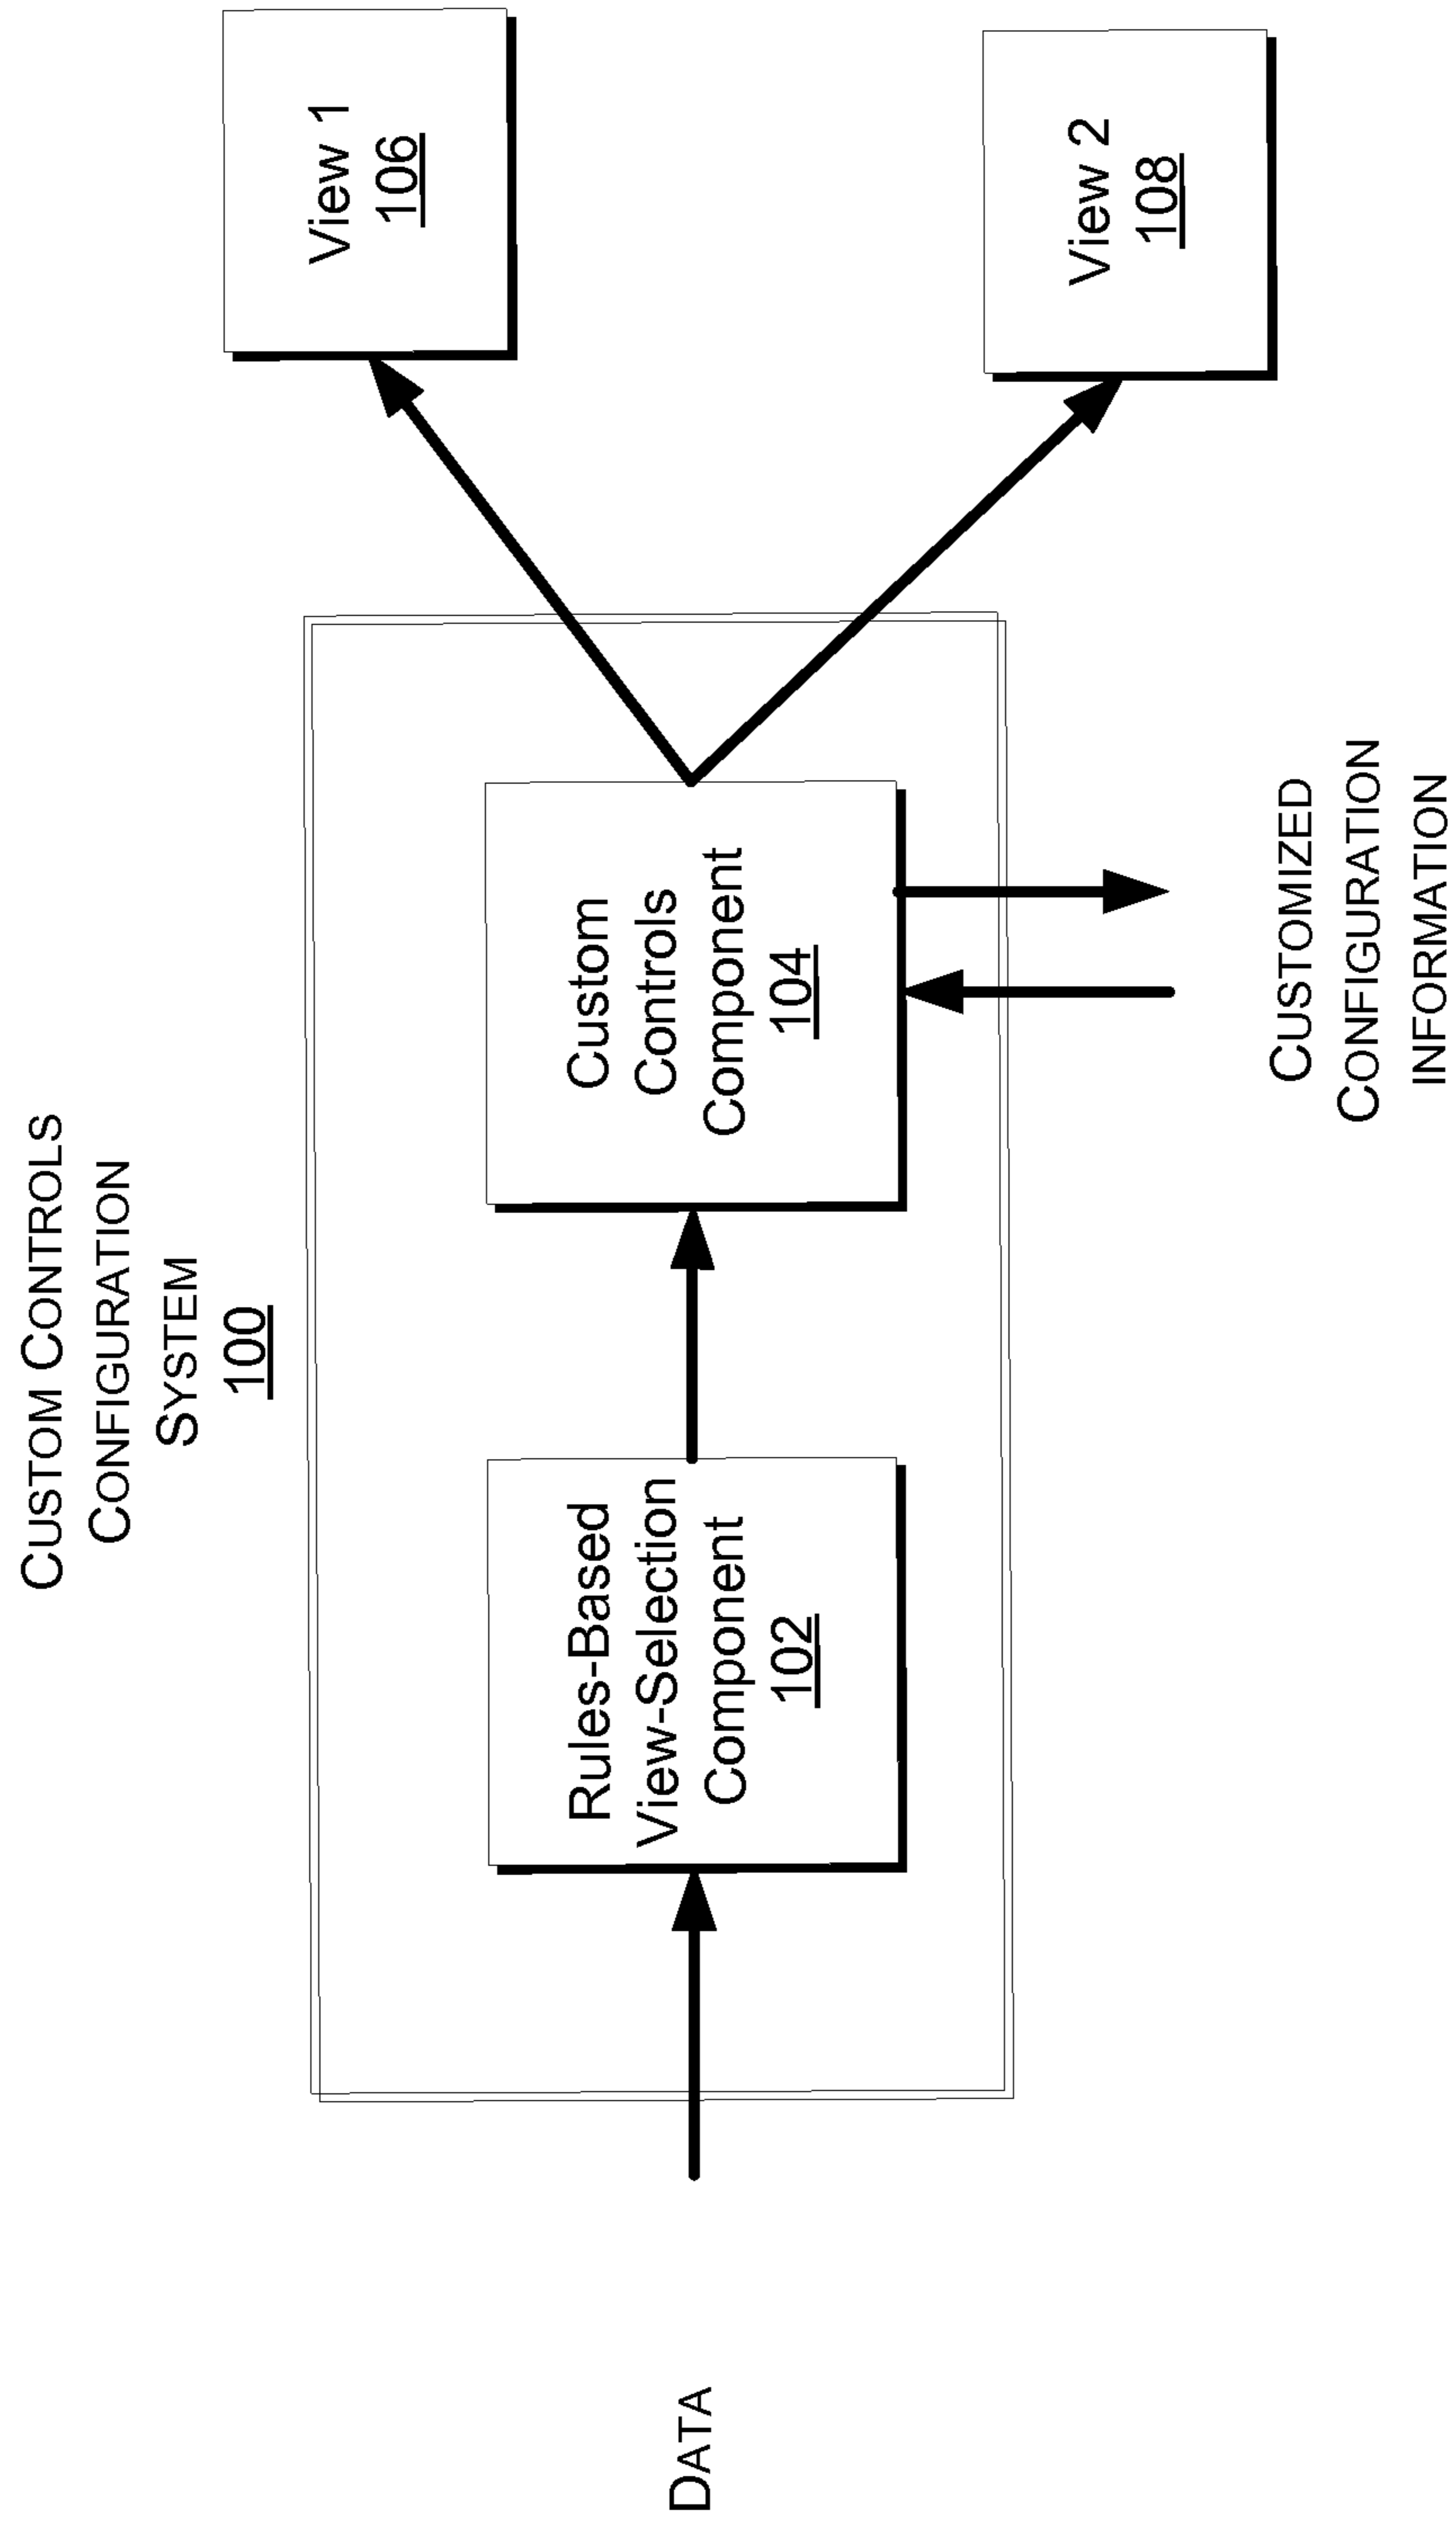 CUSTOM CONTROLS
CONFIGURATION
SYSTEM
100
DATA
Rules-Based
View-Selection
Component
102
Custom
Controls
Component
104
View 1
106
View 2
108
CUSTOMIZED
CONFIGURATION
INFORMATION